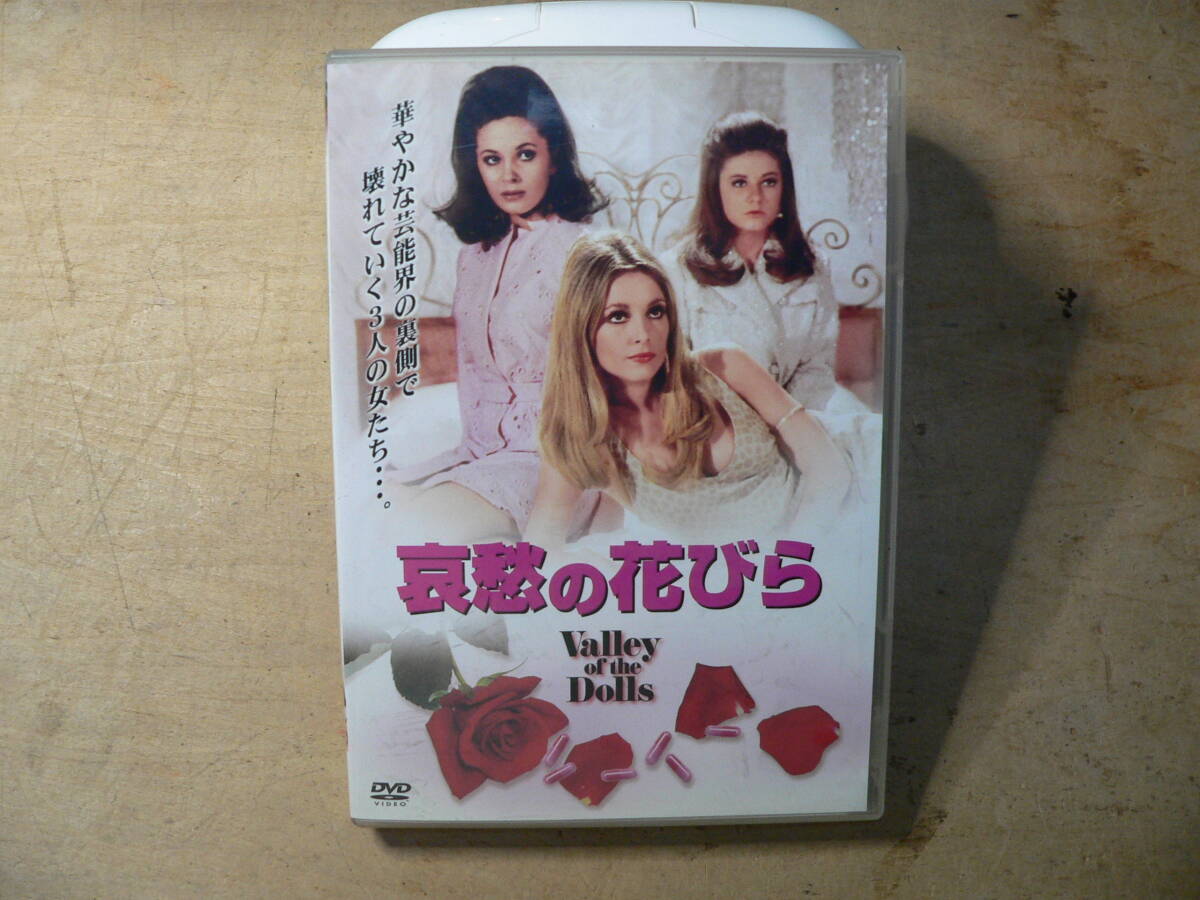 華やかな芸能界の裏側で
壊れていく3人の女たち・・・。
哀愁の花びら
Valley
of the
Dolls
DVD
VIDEO